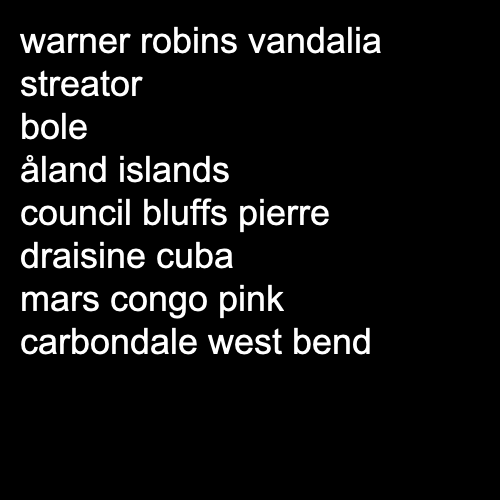 warner robins vandalia
streator
bole
åland islands
council bluffs pierre
draisine cuba
mars congo pink
carbondale west bend